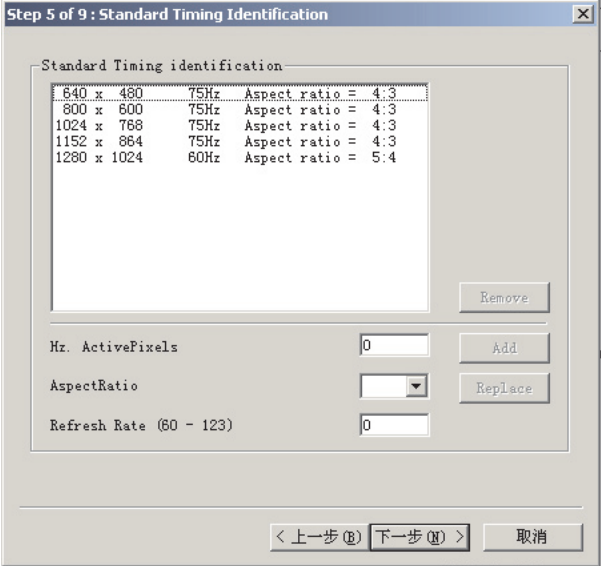 Step 5 of 9 : Standard Timing Identification
Standard Timing identification
640 x 480 75Hz Aspect ratio = 4:3
800 x 600 75Hz Aspect ratio = 4:3
1024 x 768 75Hz Aspect ratio = 4:3
1152 x 864 75Hz Aspect ratio = 4:3
1280 x 1024 60Hz Aspect ratio = 5:4
Remove
Hz. ActivePixels 0 Add
AspectRatio Replace
Refresh Rate (60 - 123) 0
< 上一步(B) 下一步(N) > 取消